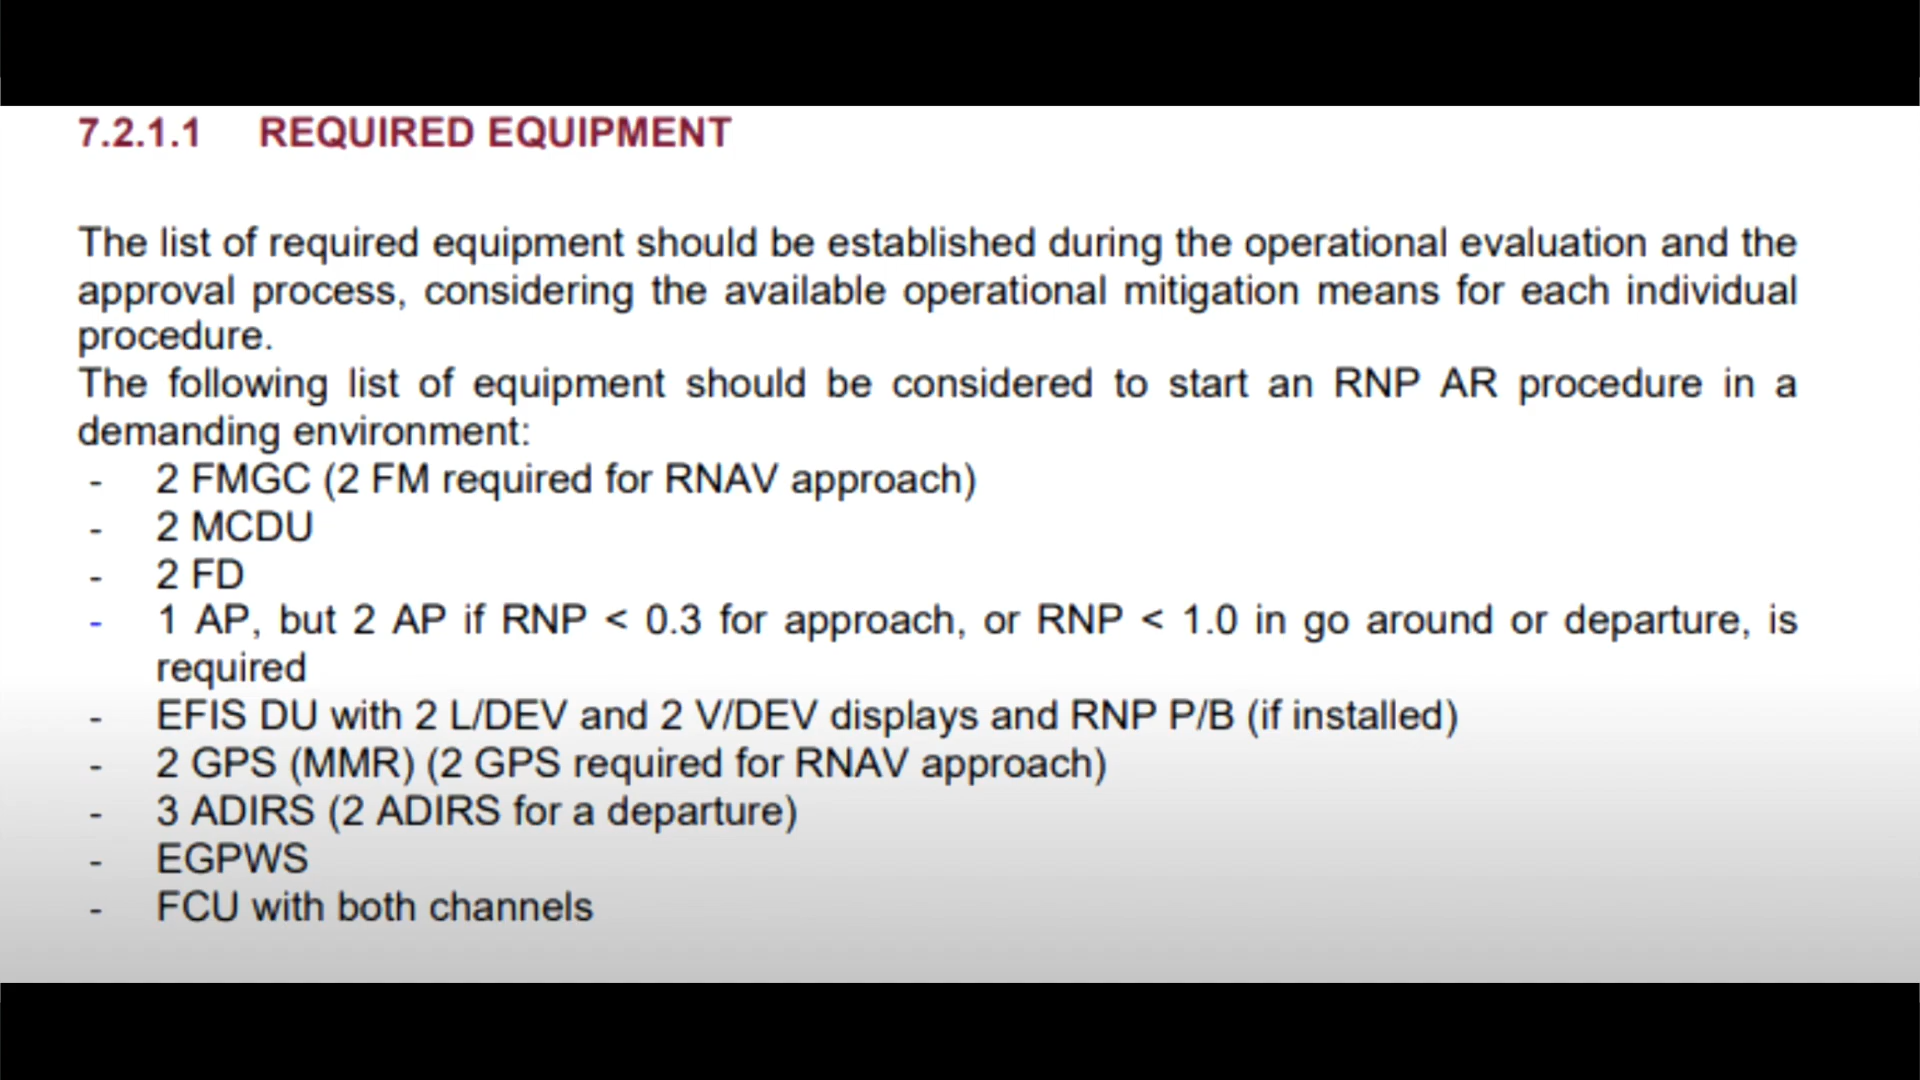 7.2.1.1 REQUIRED EQUIPMENT
The list of required equipment should be established during the operational evaluation and the
approval process, considering the available operational mitigation means for each individual
procedure.
The following list of equipment should be considered to start an RNP AR procedure in a
demanding environment:
- 2 FMGC (2 FM required for RNAV approach)
- 2 MCDU
- 2 FD
- 1 AP, but 2 AP if RNP < 0.3 for approach, or RNP < 1.0 in go around or departure, is
required
- EFIS DU with 2 L/DEV and 2 V/DEV displays and RNP P/B (if installed)
- 2 GPS (MMR) (2 GPS required for RNAV approach)
- 3 ADIRS (2 ADIRS for a departure)
- EGPWS
- FCU with both channels